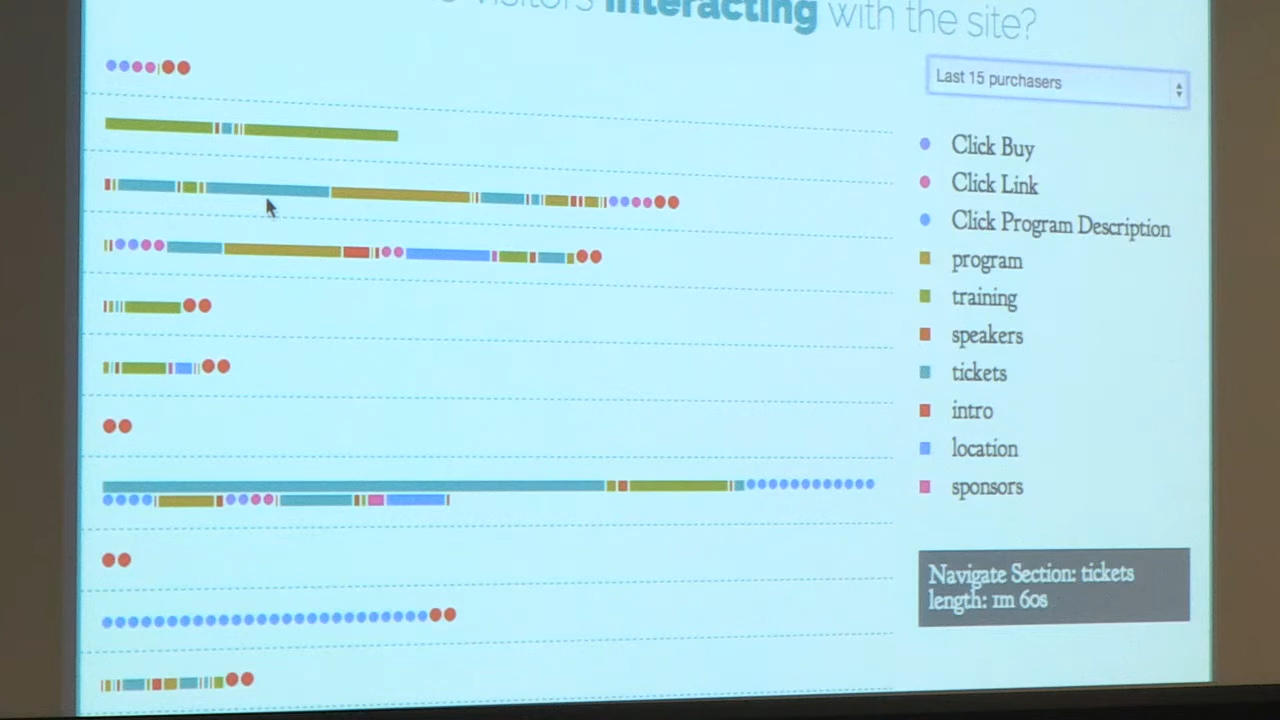 visitors interacting with the site?
Last 15 purchasers
Click Buy
Click Link
Click Program Description
program
training
speakers
tickets
intro
location
sponsors
Navigate Section: tickets
length: 1m 60s